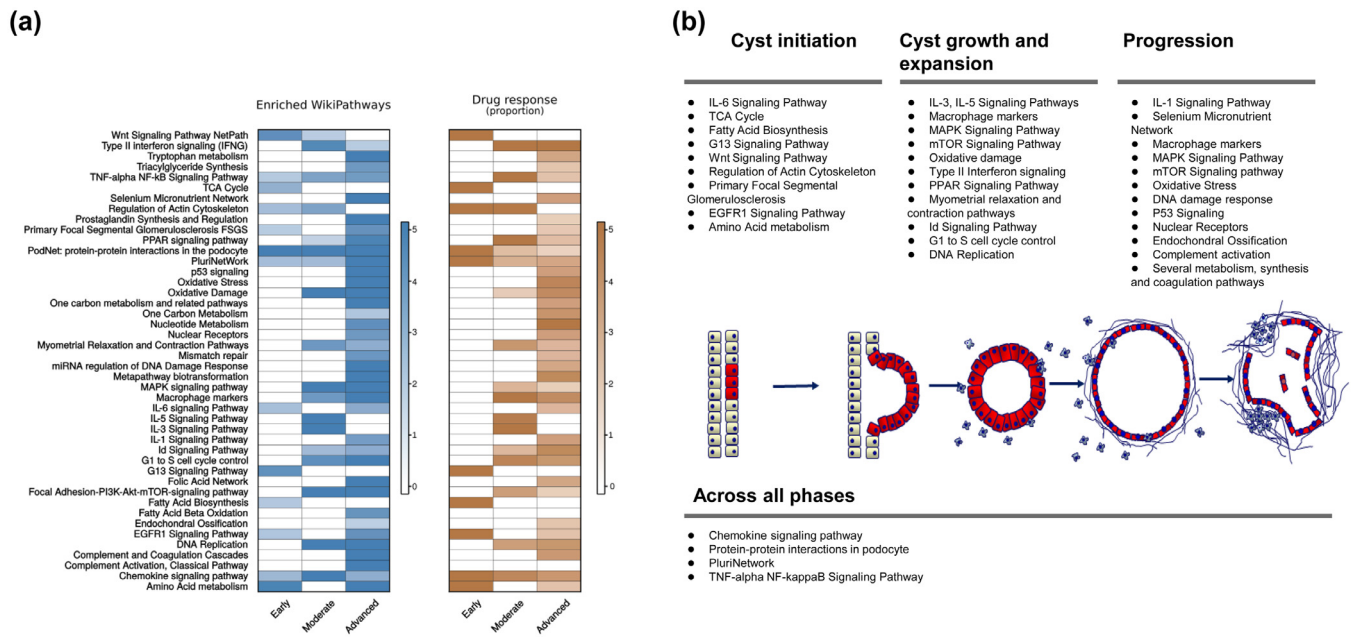 (a)
Enriched WikiPathways
Drug response
(proportion)
Wnt Signaling Pathway NetPath
Type II interferon signaling (IFNG)
Tryptophan metabolism
Triacylglyceride Synthesis
TNF-alpha NF-kB Signaling Pathway
TCA Cycle
Selenium Micronutrient Network
Regulation of Actin Cytoskeleton
Prostaglandin Synthesis and Regulation
Primary Focal Segmental Glomerulosclerosis FSGS
PPAR signaling pathway
PodNet: protein-protein interactions in the podocyte
PluriNetWork
p53 signaling
Oxidative Stress
Oxidative Damage
One carbon metabolism and related pathways
One Carbon Metabolism
Nucleotide Metabolism
Nuclear Receptors
Myometrial Relaxation and Contraction Pathways
Mismatch repair
miRNA regulation of DNA Damage Response
Metapathway biotransformation
MAPK signaling pathway
Macrophage markers
IL-6 signaling Pathway
IL-5 Signaling Pathway
IL-3 Signaling Pathway
IL-1 Signaling Pathway
Id Signaling Pathway
G1 to S cell cycle control
G13 Signaling Pathway
Folic Acid Network
Focal Adhesion-PI3K-Akt-mTOR-signaling pathway
Fatty Acid Biosynthesis
Fatty Acid Beta Oxidation
Endochondral Ossification
EGFR1 Signaling Pathway
DNA Replication
Complement and Coagulation Cascades
Complement Activation, Classical Pathway
Chemokine signaling pathway
Amino Acid metabolism
Early
Moderate
Advanced
5
4
3
2
1
0
Early
Moderate
Advanced
5
4
3
2
1
0
(b)
Cyst initiation
● IL-6 Signaling Pathway
● TCA Cycle
● Fatty Acid Biosynthesis
● G13 Signaling Pathway
● Wnt Signaling Pathway
● Regulation of Actin Cytoskeleton
● Primary Focal Segmental
Glomerulosclerosis
● EGFR1 Signaling Pathway
● Amino Acid metabolism
Cyst growth and
expansion
● IL-3, IL-5 Signaling Pathways
● Macrophage markers
● MAPK Signaling Pathway
● mTOR Signaling Pathway
● Oxidative damage
● Type II Interferon signaling
● PPAR Signaling Pathway
● Myometrial relaxation and
contraction pathways
● Id Signaling Pathway
● G1 to S cell cycle control
● DNA Replication
Progression
● IL-1 Signaling Pathway
● Selenium Micronutrient
Network
● Macrophage markers
● MAPK Signaling Pathway
● mTOR Signaling pathway
● Oxidative Stress
● DNA damage response
● P53 Signaling
● Nuclear Receptors
● Endochondral Ossification
● Complement activation
● Several metabolism, synthesis
and coagulation pathways
Across all phases
● Chemokine signaling pathway
● Protein-protein interactions in podocyte
● PluriNetwork
● TNF-alpha NF-kappaB Signaling Pathway